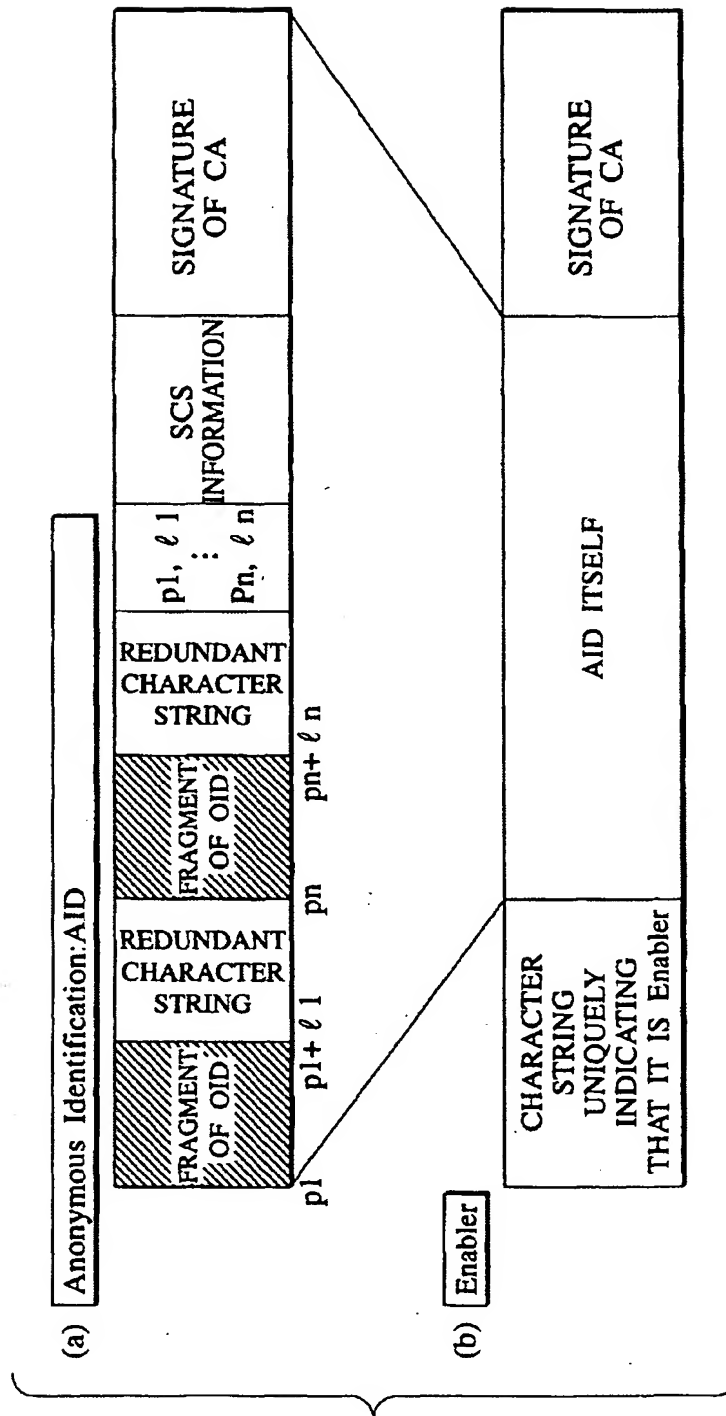 (a)
Anonymous Identification:AID
FRAGMENT
OF OID
REDUNDANT
CHARACTER
STRING
FRAGMENT
OF OID
REDUNDANT
CHARACTER
STRING
p1, ℓ 1
⋮
Pn, ℓ n
SCS
INFORMATION
SIGNATURE
OF CA
p1
p1+ ℓ 1
pn
pn+ ℓ n
(b)
Enabler
CHARACTER
STRING
UNIQUELY
INDICATING
THAT IT IS Enabler
AID ITSELF
SIGNATURE
OF CA